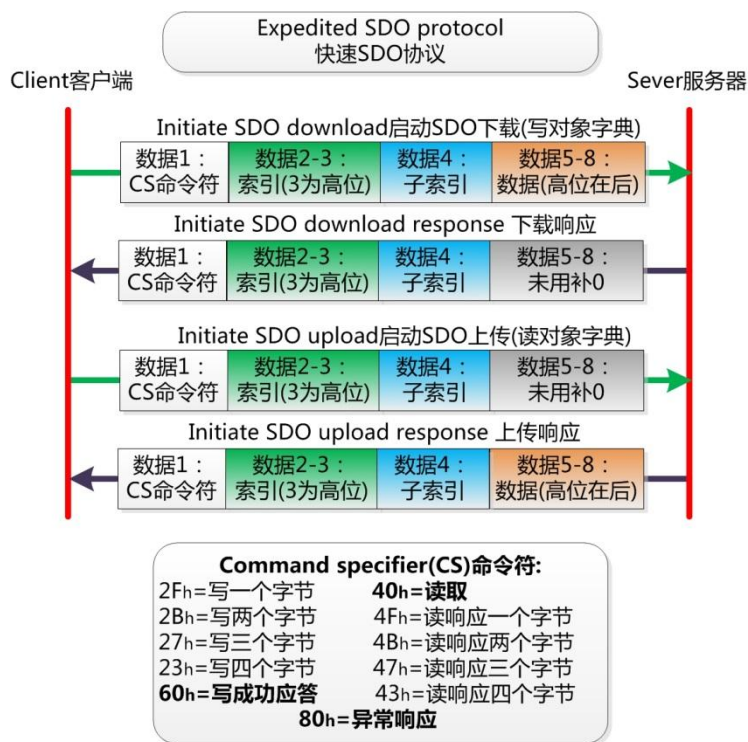 Expedited SDO protocol
快速SDO协议
Client客户端
Sever服务器
Initiate SDO download启动SDO下载(写对象字典)
数据1： 数据2-3： 数据4： 数据5-8：
CS命令符 索引(3为高位) 子索引 数据(高位在后)
Initiate SDO download response 下载响应
数据1： 数据2-3： 数据4： 数据5-8：
CS命令符 索引(3为高位) 子索引 未用补0
Initiate SDO upload启动SDO上传(读对象字典)
数据1： 数据2-3： 数据4： 数据5-8：
CS命令符 索引(3为高位) 子索引 未用补0
Initiate SDO upload response 上传响应
数据1： 数据2-3： 数据4： 数据5-8：
CS命令符 索引(3为高位) 子索引 数据(高位在后)
Command specifier(CS)命令符:
2Fh=写一个字节 40h=读取
2Bh=写两个字节 4Fh=读响应一个字节
27h=写三个字节 4Bh=读响应两个字节
23h=写四个字节 47h=读响应三个字节
60h=写成功应答 43h=读响应四个字节
80h=异常响应